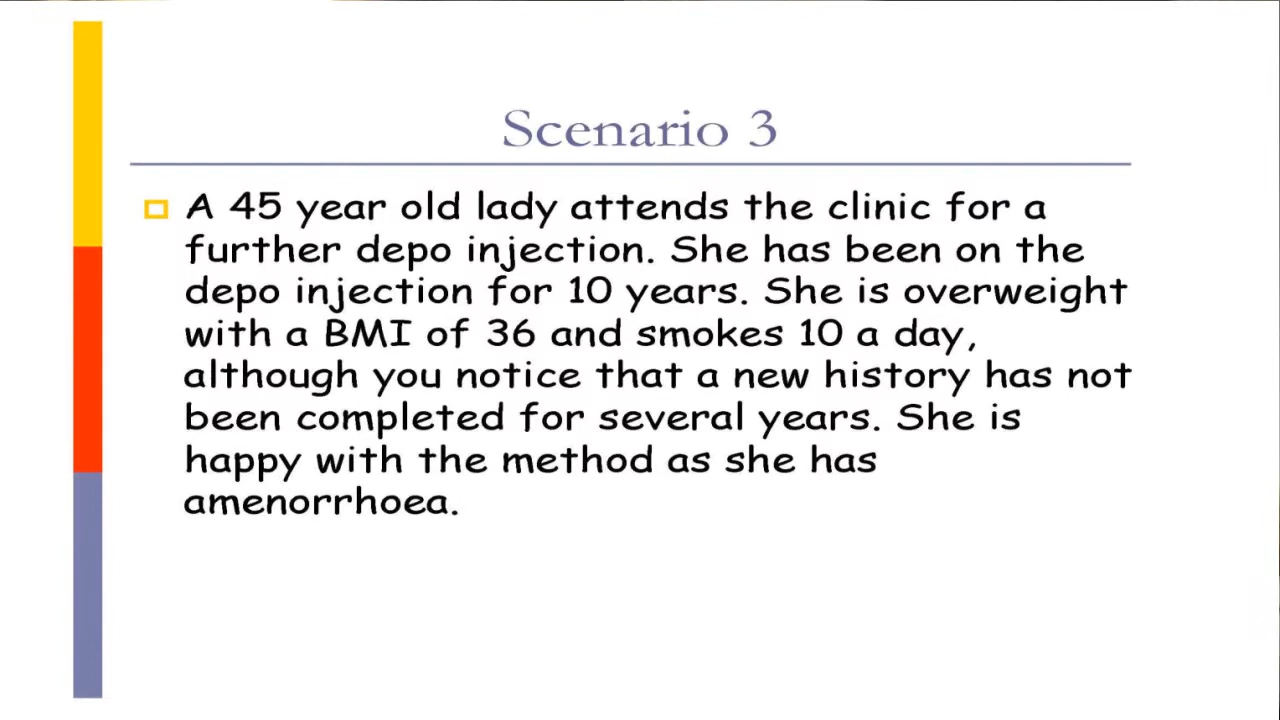 Scenario 3
A 45 year old lady attends the clinic for a
further depo injection. She has been on the
depo injection for 10 years. She is overweight
with a BMI of 36 and smokes 10 a day,
although you notice that a new history has not
been completed for several years. She is
happy with the method as she has
amenorrhoea.